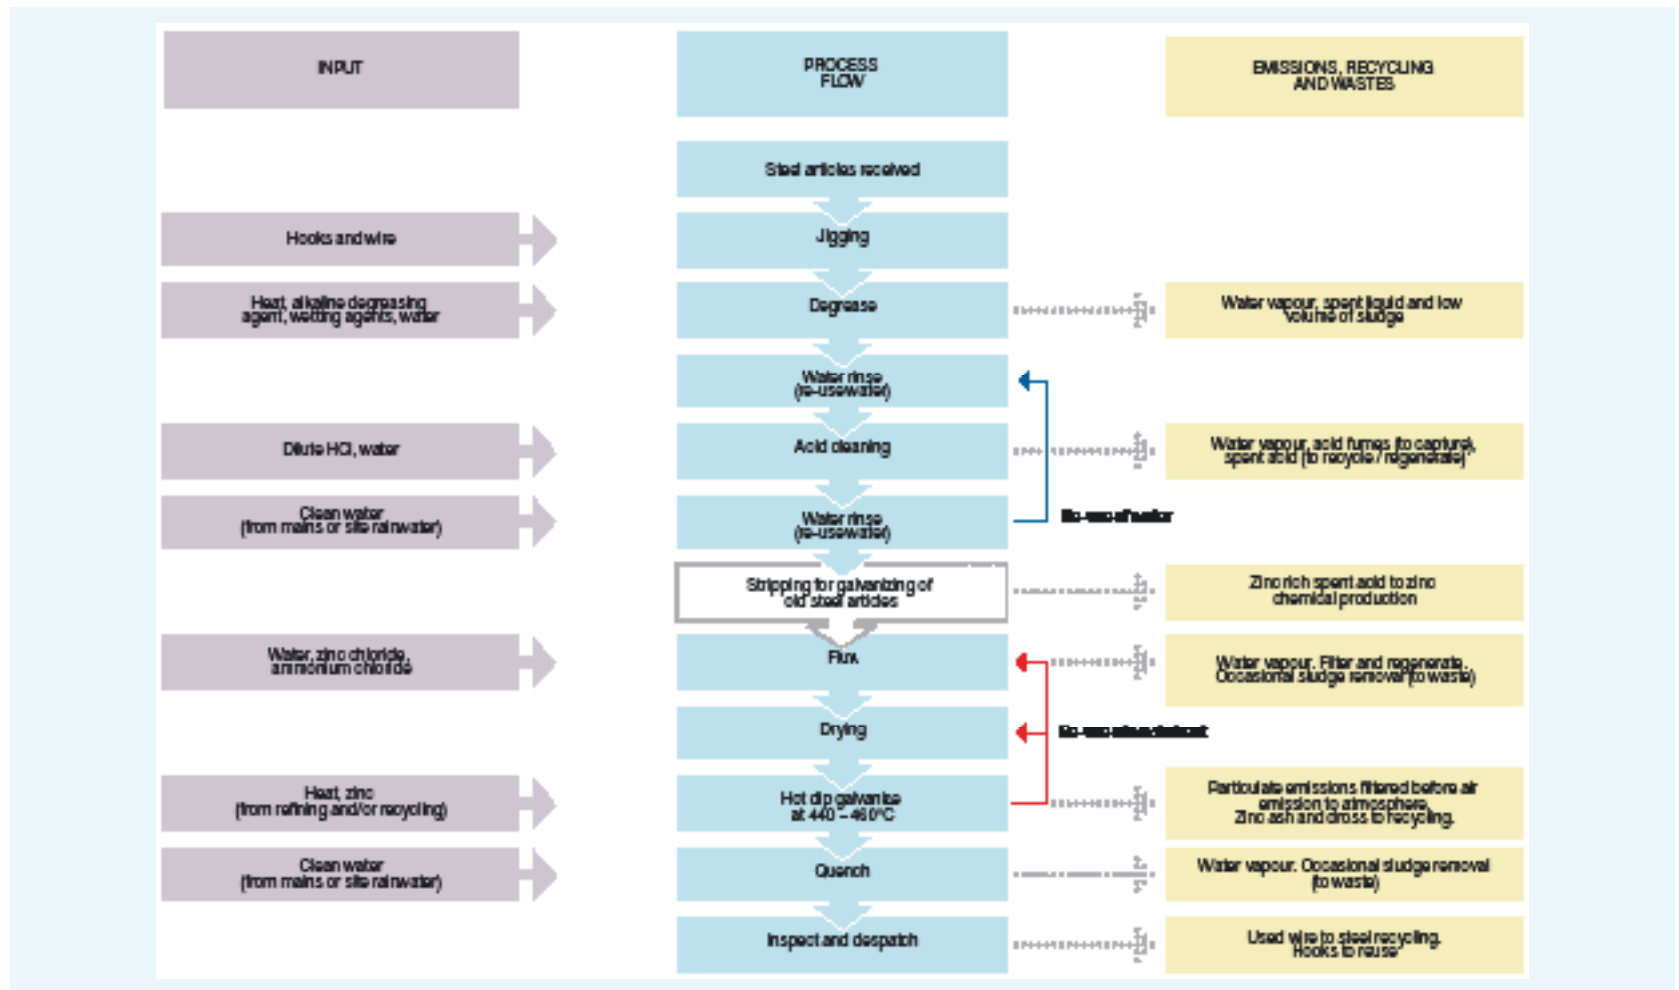 INPUT
PROCESS
FLOW
EMISSIONS, RECYCLING
AND WASTES
Steel articles received
Hooks and wire
Jigging
Heat, alkaline degreasing
agent, wetting agents, water
Degrease
Water vapour, spent liquid and low
volume of sludge
Water rinse
(re-use water)
Dilute HCl, water
Acid cleaning
Water vapour, acid fumes (to capture),
spent acid (to recycle / regenerate)
Clean water
(from mains or site rainwater)
Water rinse
(re-use water)
Re-use of water
Stripping for galvanizing of
old steel articles
Zinc rich spent acid to zinc
chemical production
Water, zinc chloride,
ammonium chloride
Flux
Water vapour. Filter and regenerate.
Occasional sludge removal (to waste)
Drying
Re-use of
Heat, zinc
(from refining and/or recycling)
Hot dip galvanise
at 440 – 460°C
Particulate emissions filtered before air
emission to atmosphere.
Zinc ash and dross to recycling.
Clean water
(from mains or site rainwater)
Quench
Water vapour. Occasional sludge removal
(to waste)
Inspect and despatch
Used wire to steel recycling.
Hooks to reuse